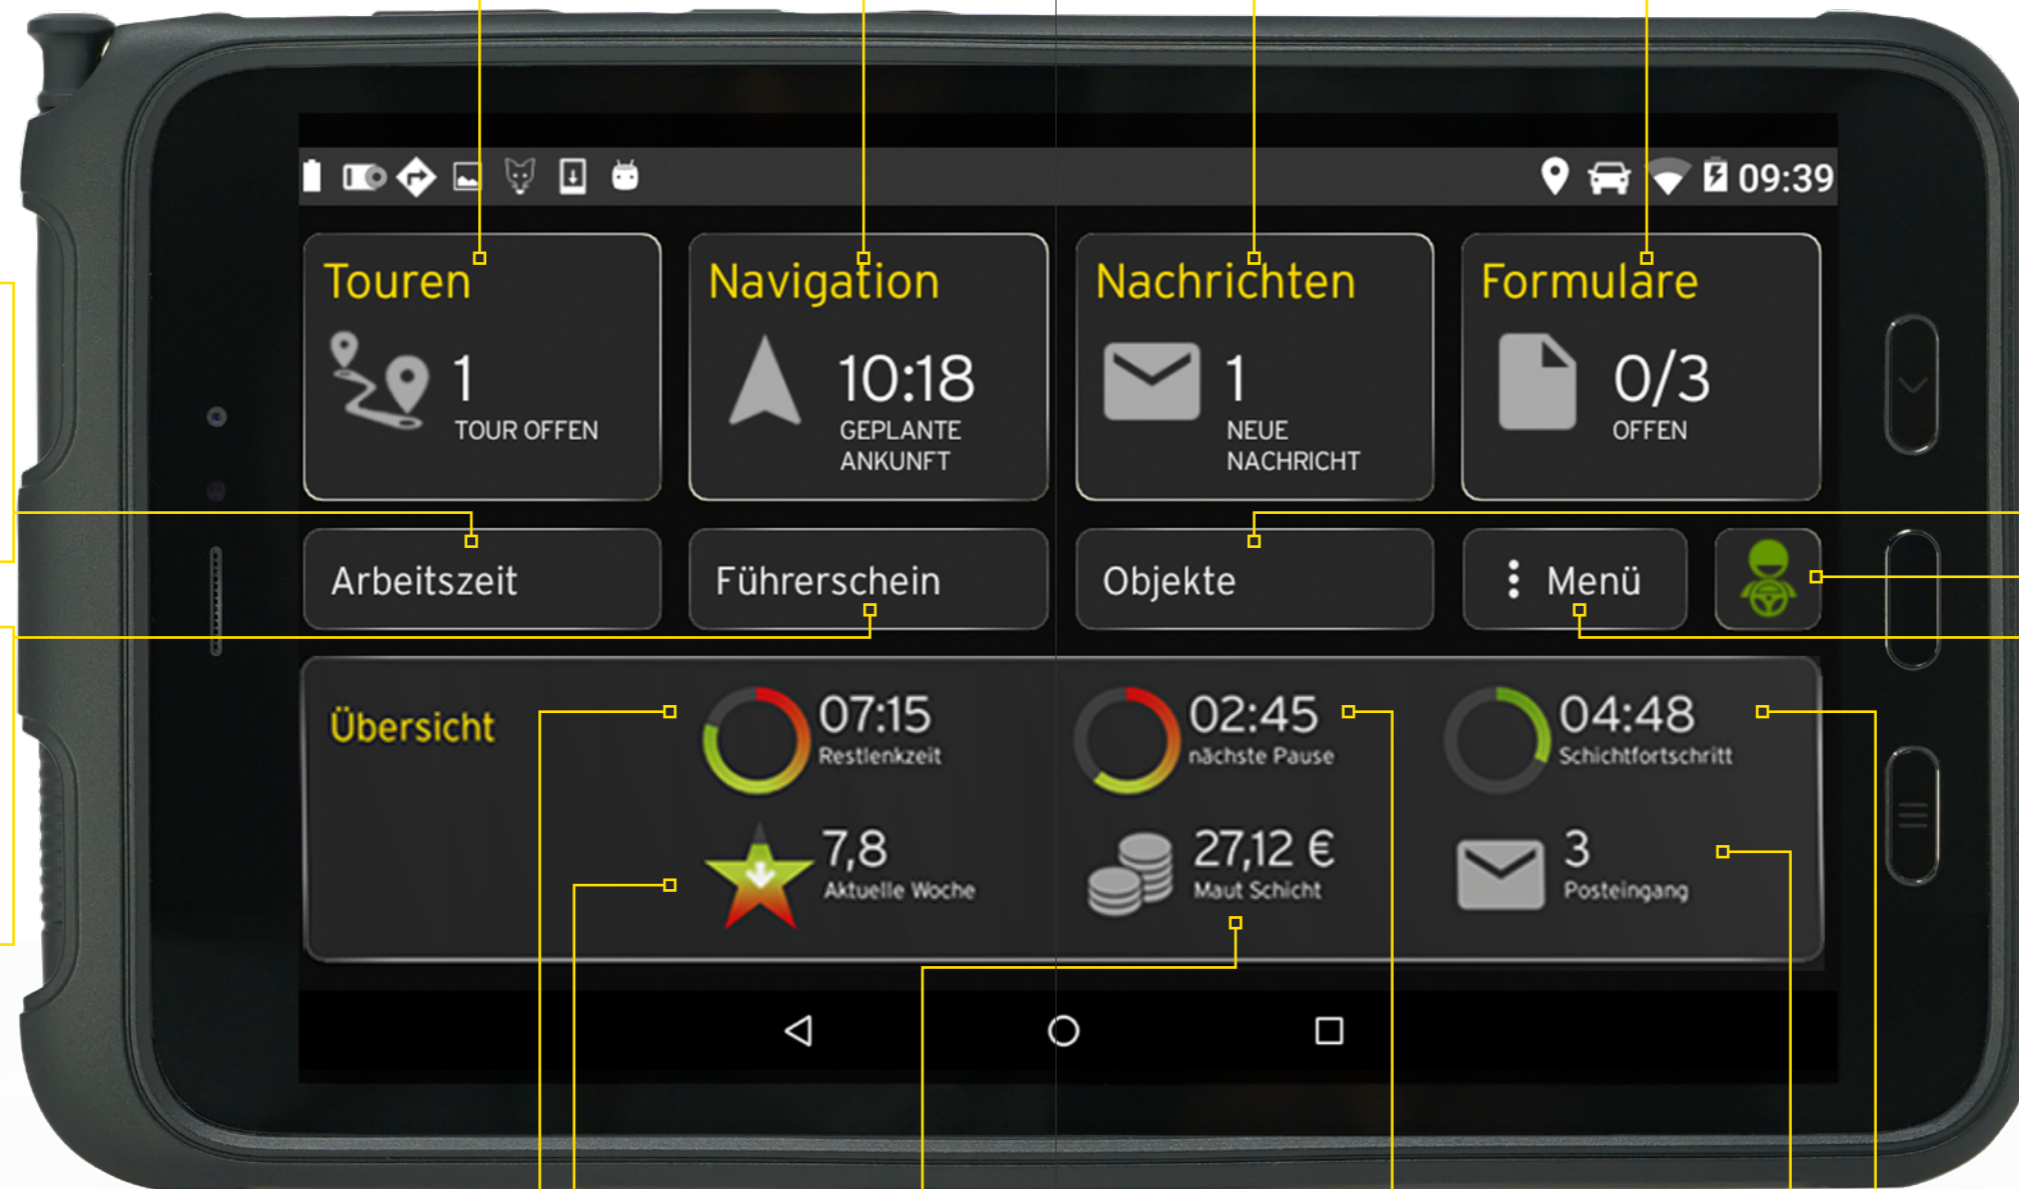 09:39
Touren
1
TOUR OFFEN
Navigation
10:18
GEPLANTE
ANKUNFT
Nachrichten
1
NEUE
NACHRICHT
Formulare
0/3
OFFEN
Arbeitszeit
Führerschein
Objekte
Menü
Übersicht
07:15
Restlenkzeit
02:45
nächste Pause
04:48
Schichtfortschritt
7,8
Aktuelle Woche
27,12 €
Maut Schicht
3
Posteingang